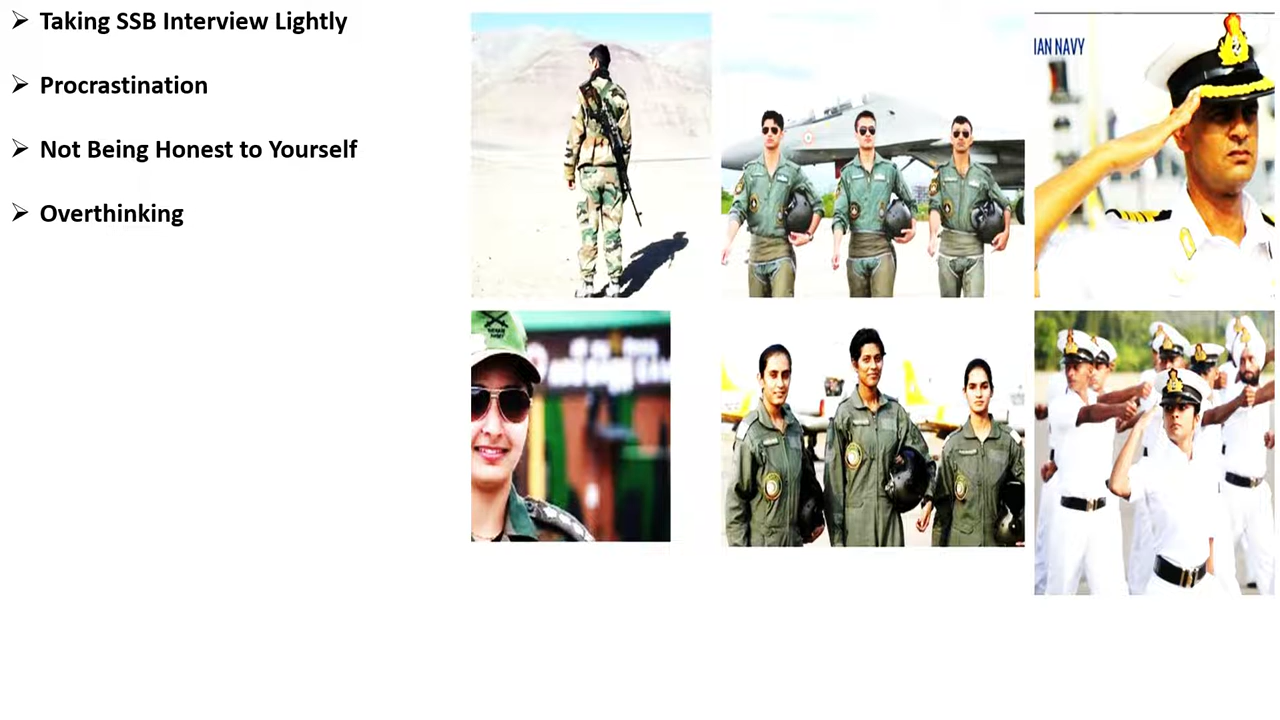 Taking SSB Interview Lightly
Procrastination
Not Being Honest to Yourself
Overthinking
IAN NAVY